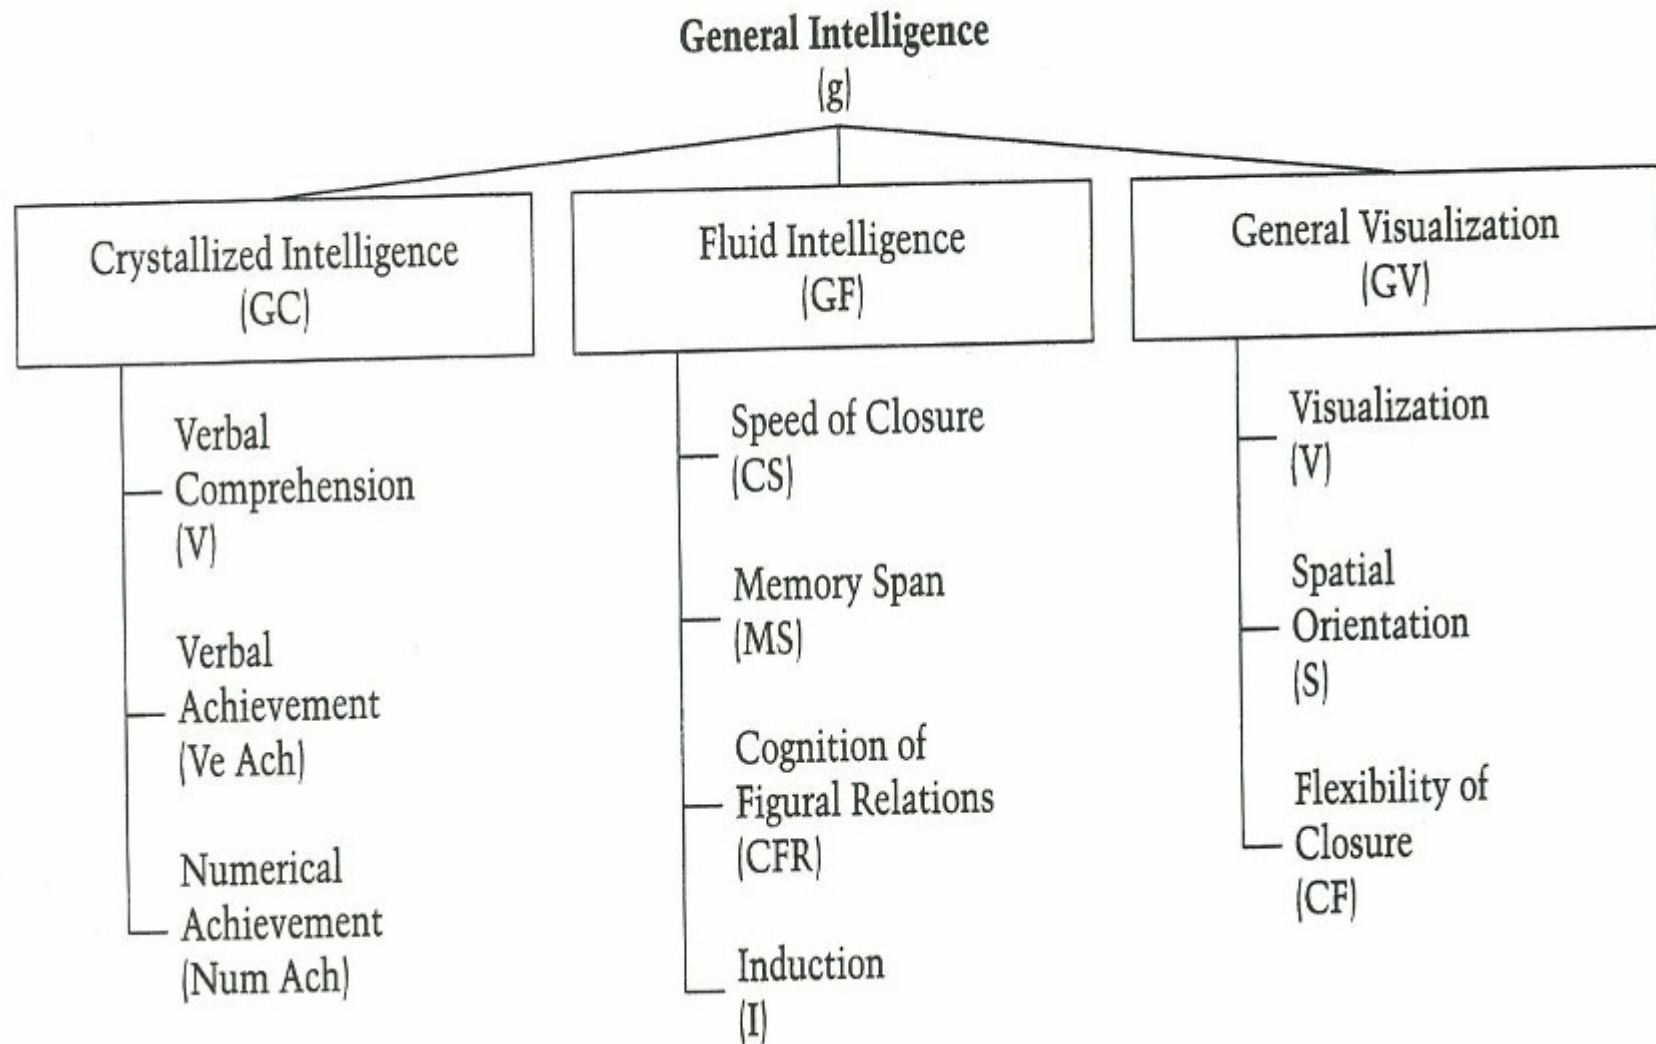 General Intelligence
(g)
Crystallized Intelligence
(GC)
Verbal
Comprehension
(V)
Verbal
Achievement
(Ve Ach)
Numerical
Achievement
(Num Ach)
Fluid Intelligence
(GF)
Speed of Closure
(CS)
Memory Span
(MS)
Cognition of
Figural Relations
(CFR)
Induction
(I)
General Visualization
(GV)
Visualization
(V)
Spatial
Orientation
(S)
Flexibility of
Closure
(CF)